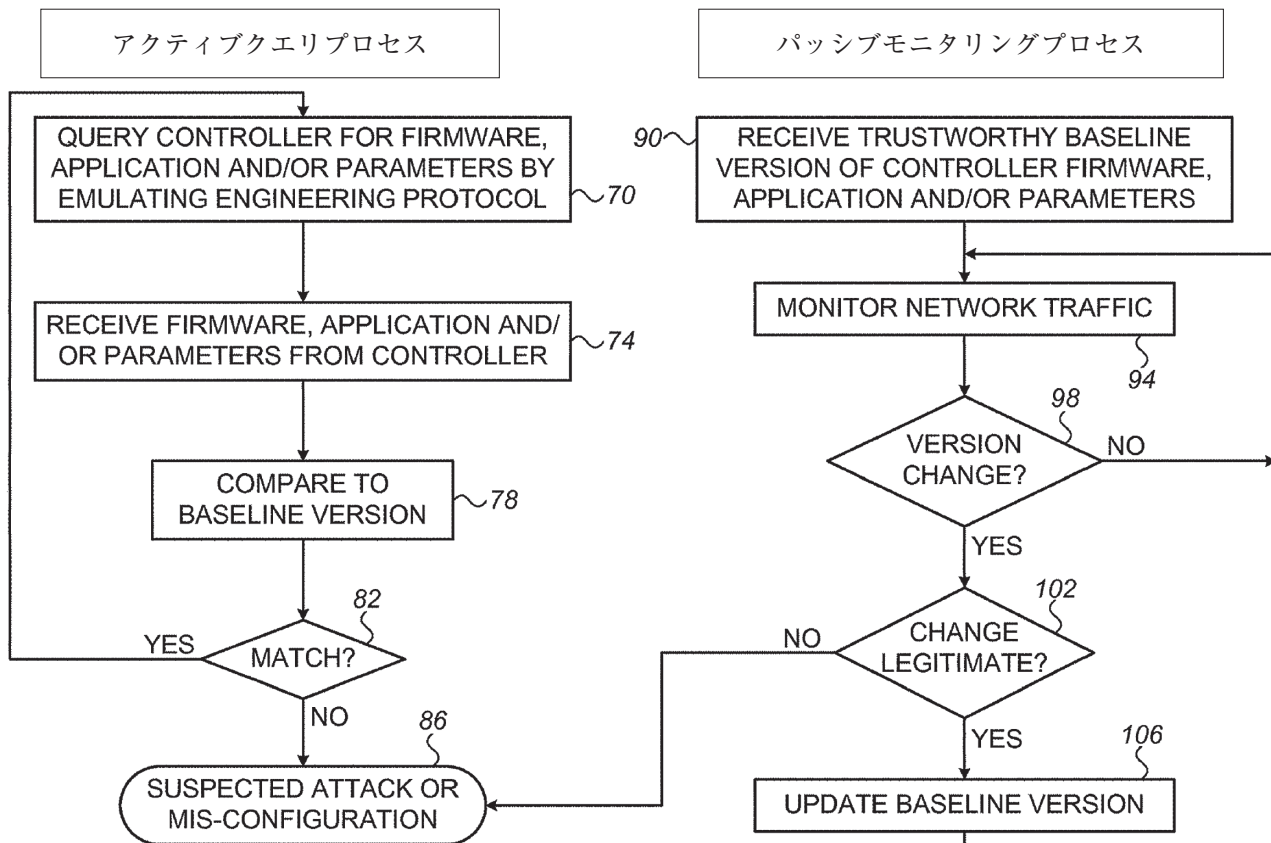 アクティブクエリプロセス
QUERY CONTROLLER FOR FIRMWARE,
APPLICATION AND/OR PARAMETERS BY
EMULATING ENGINEERING PROTOCOL
70
RECEIVE FIRMWARE, APPLICATION AND/
OR PARAMETERS FROM CONTROLLER
74
COMPARE TO
BASELINE VERSION
78
82
YES
MATCH?
NO
86
SUSPECTED ATTACK OR
MIS-CONFIGURATION
パッシブモニタリングプロセス
90
RECEIVE TRUSTWORTHY BASELINE
VERSION OF CONTROLLER FIRMWARE,
APPLICATION AND/OR PARAMETERS
MONITOR NETWORK TRAFFIC
94
98
VERSION
CHANGE?
NO
YES
102
NO
CHANGE
LEGITIMATE?
YES
106
UPDATE BASELINE VERSION